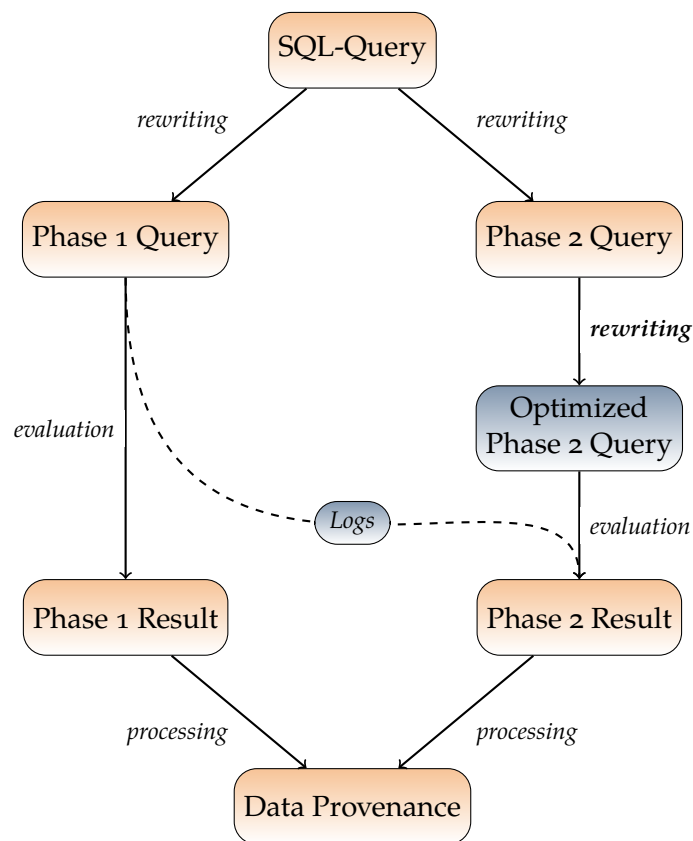 SQL-Query
rewriting
rewriting
Phase 1 Query
Phase 2 Query
rewriting
Optimized
Phase 2 Query
evaluation
Logs
evaluation
Phase 1 Result
Phase 2 Result
processing
processing
Data Provenance